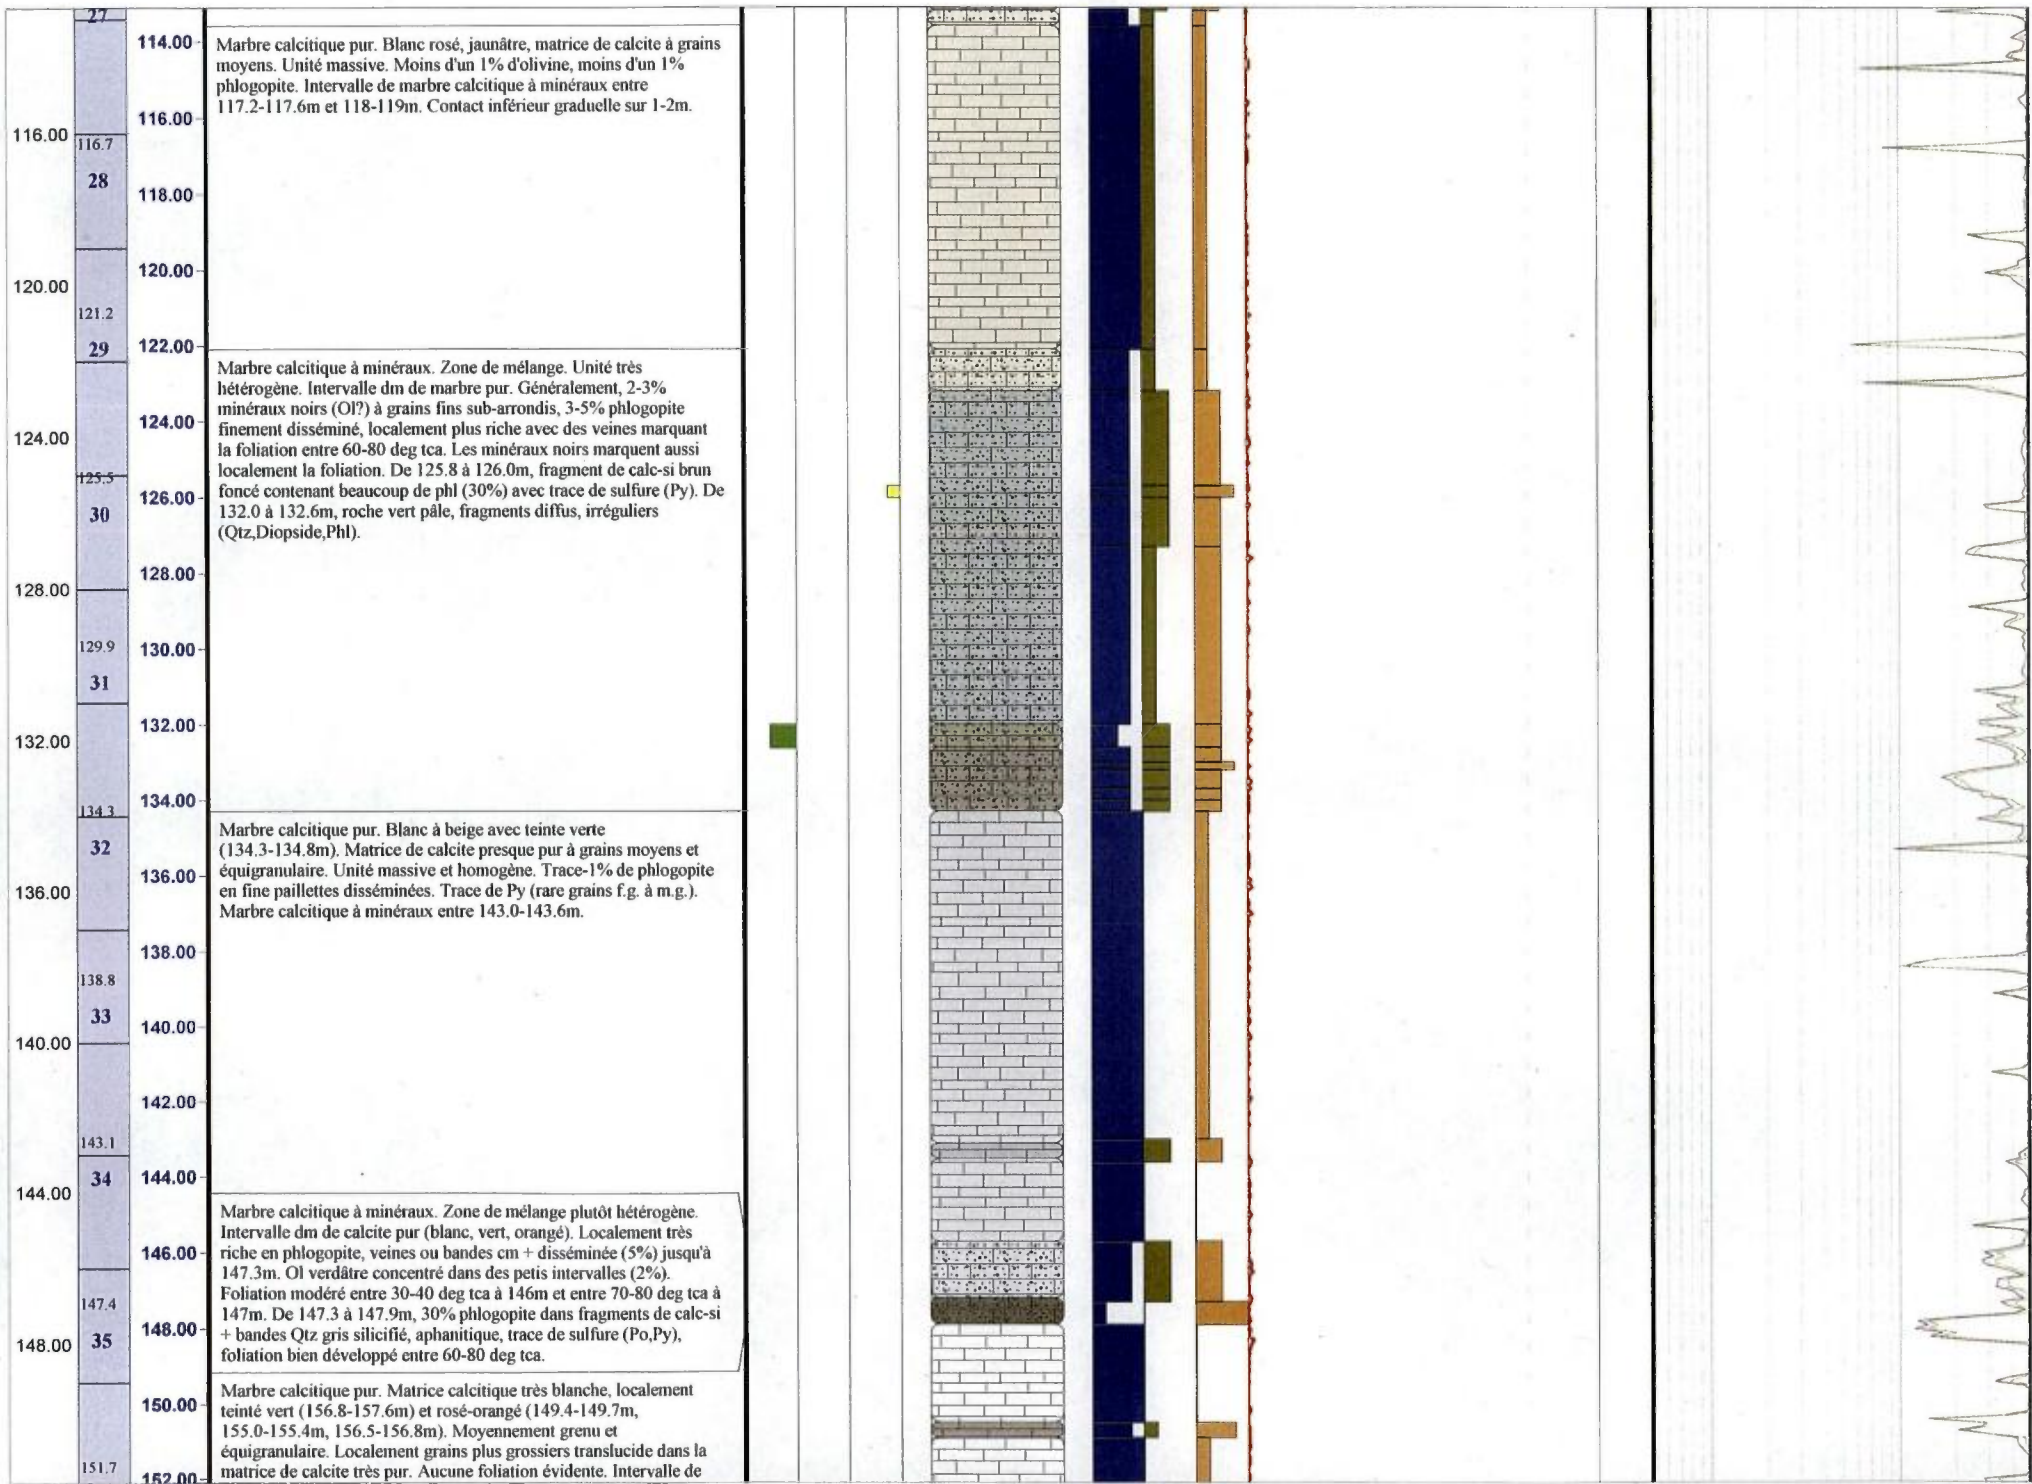 27
114.00
116.00
116.00
116.7
28
118.00
120.00
120.00
121.2
29
122.00
124.00
124.00
125.5
126.00
30
128.00
128.00
129.9
130.00
31
132.00
132.00
134.00
134.3
32
136.00
136.00
138.00
138.8
33
140.00
140.00
142.00
143.1
34
144.00
144.00
146.00
147.4
148.00
148.00
35
150.00
151.7
152.00
Marbre calcitique pur. Blanc rosé, jaunâtre, matrice de calcite à grains
moyens. Unité massive. Moins d'un 1% d'olivine, moins d'un 1%
phlogopite. Intervalle de marbre calcitique à minéraux entre
117.2-117.6m et 118-119m. Contact inférieur graduelle sur 1-2m.
Marbre calcitique à minéraux. Zone de mélange. Unité très
hétérogène. Intervalle dm de marbre pur. Généralement, 2-3%
minéraux noirs (Ol?) à grains fins sub-arrondis, 3-5% phlogopite
finement disséminé, localement plus riche avec des veines marquant
la foliation entre 60-80 deg tca. Les minéraux noirs marquent aussi
localement la foliation. De 125.8 à 126.0m, fragment de calc-si brun
foncé contenant beaucoup de phl (30%) avec trace de sulfure (Py). De
132.0 à 132.6m, roche vert pâle, fragments diffus, irréguliers
(Qtz,Diopside,Phl).
Marbre calcitique pur. Blanc à beige avec teinte verte
(134.3-134.8m). Matrice de calcite presque pur à grains moyens et
équigranulaire. Unité massive et homogène. Trace-1% de phlogopite
en fine paillettes disséminées. Trace de Py (rare grains f.g. à m.g.).
Marbre calcitique à minéraux entre 143.0-143.6m.
Marbre calcitique à minéraux. Zone de mélange plutôt hétérogène.
Intervalle dm de calcite pur (blanc, vert, orangé). Localement très
riche en phlogopite, veines ou bandes cm + disséminée (5%) jusqu'à
147.3m. Ol verdâtre concentré dans des petis intervalles (2%).
Foliation modéré entre 30-40 deg tca à 146m et entre 70-80 deg tca à
147m. De 147.3 à 147.9m, 30% phlogopite dans fragments de calc-si
+ bandes Qtz gris silicifié, aphanitique, trace de sulfure (Po,Py),
foliation bien développé entre 60-80 deg tca.
Marbre calcitique pur. Matrice calcitique très blanche, localement
teinté vert (156.8-157.6m) et rosé-orangé (149.4-149.7m,
155.0-155.4m, 156.5-156.8m). Moyennement grenu et
équigranulaire. Localement grains plus grossiers translucide dans la
matrice de calcite très pur. Aucune foliation évidente. Intervalle de